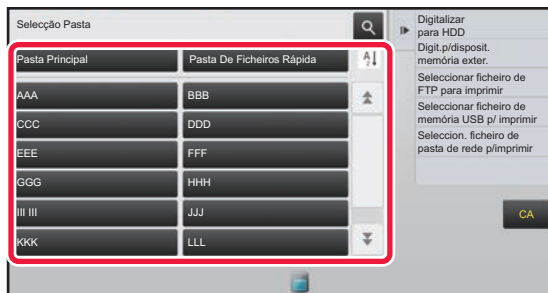 Selecção Pasta
Pasta Principal
Pasta De Ficheiros Rápida
AAA
BBB
CCC
DDD
EEE
FFF
GGG
HHH
III III
JJJ
KKK
LLL
Digitalizar
para HDD
Digit.p/disposit.
memória exter.
Seleccionar ficheiro de
FTP para imprimir
Seleccionar ficheiro de
memória USB p/ imprimir
Seleccion. ficheiro de
pasta de rede p/imprimir
CA